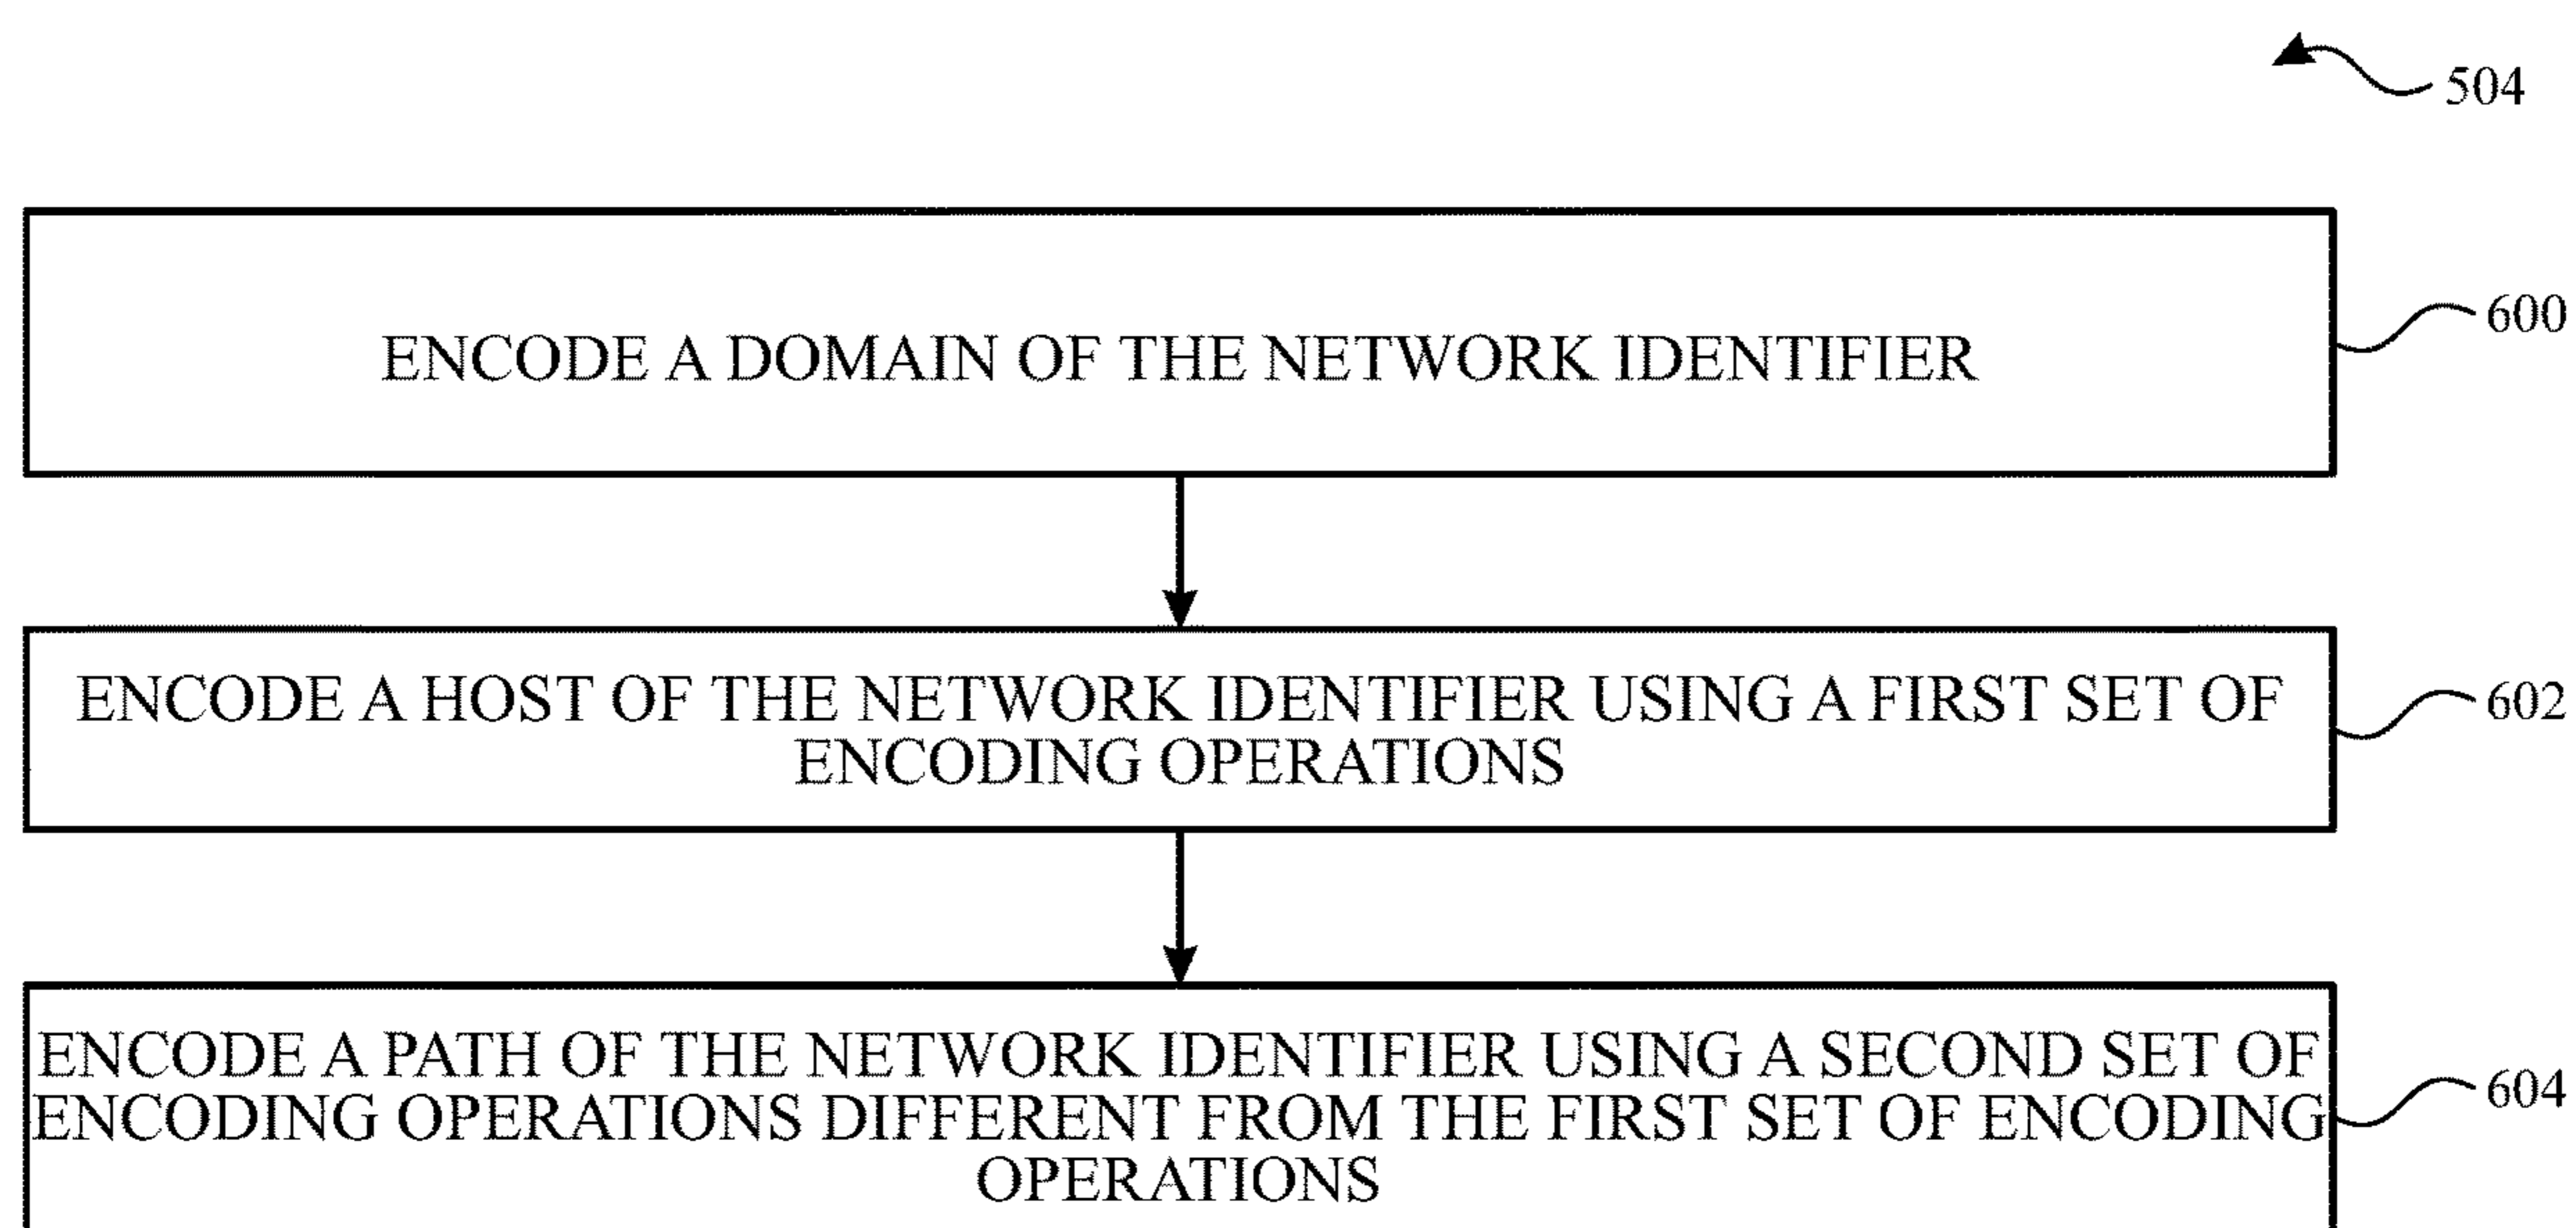 504
ENCODE A DOMAIN OF THE NETWORK IDENTIFIER
600
ENCODE A HOST OF THE NETWORK IDENTIFIER USING A FIRST SET OF
ENCODING OPERATIONS
602
ENCODE A PATH OF THE NETWORK IDENTIFIER USING A SECOND SET OF
ENCODING OPERATIONS DIFFERENT FROM THE FIRST SET OF ENCODING
OPERATIONS
604